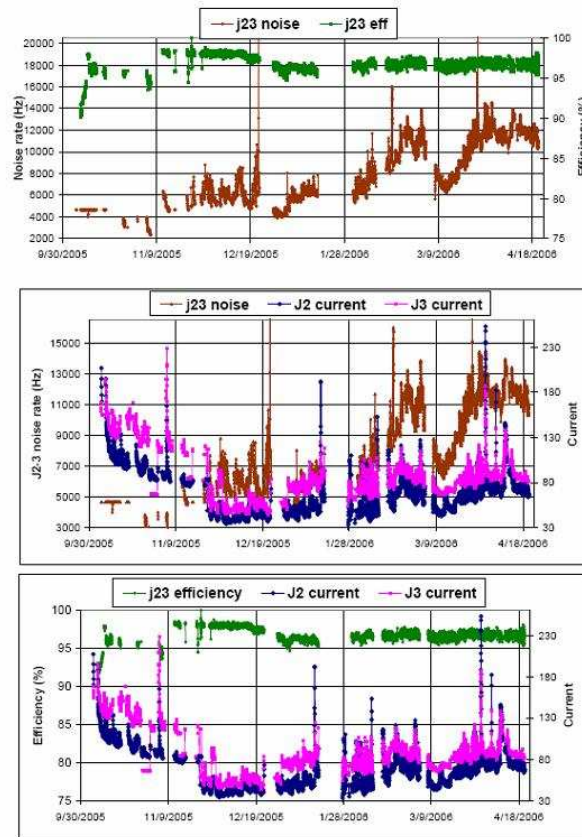 j23 noise j23 eff
20000 100
18000
16000 95
14000
12000 90
10000 85
8000
6000 80
4000
2000 75
Noise rate (Hz)
Efficiency (%)
9/30/2005 11/9/2005 12/19/2005 1/28/2006 3/9/2006 4/18/2006
j23 noise J2 current J3 current
15000 230
13000
11000 180
9000 130
7000
5000 80
3000 30
J2-3 noise rate (Hz)
Current
9/30/2005 11/9/2005 12/19/2005 1/28/2006 3/9/2006 4/18/2006
j23 efficiency J2 current J3 current
100
95 230
90 180
85 130
80 80
75 30
Efficiency (%)
Current
9/30/2005 11/9/2005 12/19/2005 1/28/2006 3/9/2006 4/18/2006